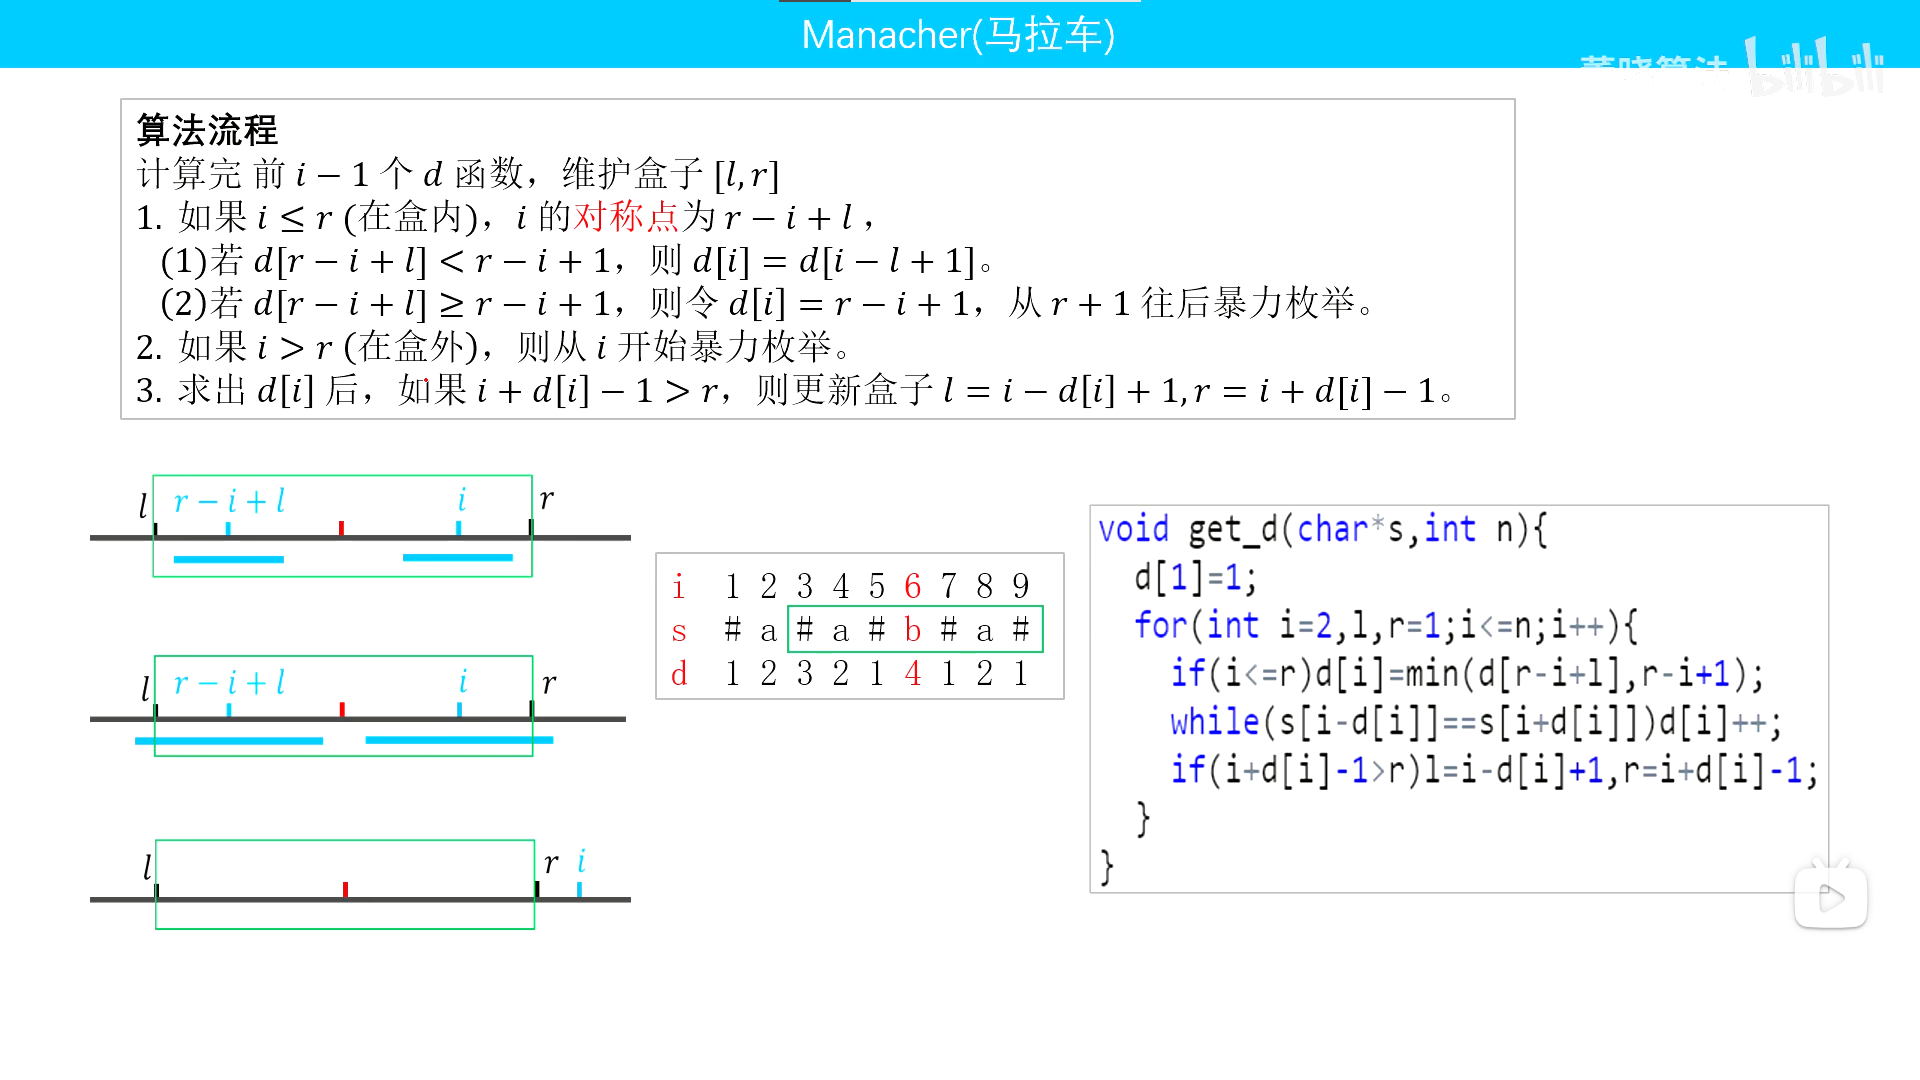 Manacher(马拉车)
bilibili
算法流程
计算完 前 i − 1 个 d 函数，维护盒子 [l, r]
1. 如果 i ≤ r (在盒内)，i 的对称点为 r − i + l ，
(1)若 d[r − i + l] < r − i + 1，则 d[i] = d[i − l + 1]。
(2)若 d[r − i + l] ≥ r − i + 1，则令 d[i] = r − i + 1，从 r + 1 往后暴力枚举。
2. 如果 i > r (在盒外)，则从 i 开始暴力枚举。
3. 求出 d[i] 后，如果 i + d[i] − 1 > r，则更新盒子 l = i − d[i] + 1, r = i + d[i] − 1。
l r − i + l i r
l r − i + l i r
l r i
i 1 2 3 4 5 6 7 8 9
s # a # a # b # a #
d 1 2 3 2 1 4 1 2 1
void get_d(char*s,int n){
d[1]=1;
for(int i=2,l,r=1;i<=n;i++){
if(i<=r)d[i]=min(d[r-i+l],r-i+1);
while(s[i-d[i]]==s[i+d[i]])d[i]++;
if(i+d[i]-1>r)l=i-d[i]+1,r=i+d[i]-1;
}
}